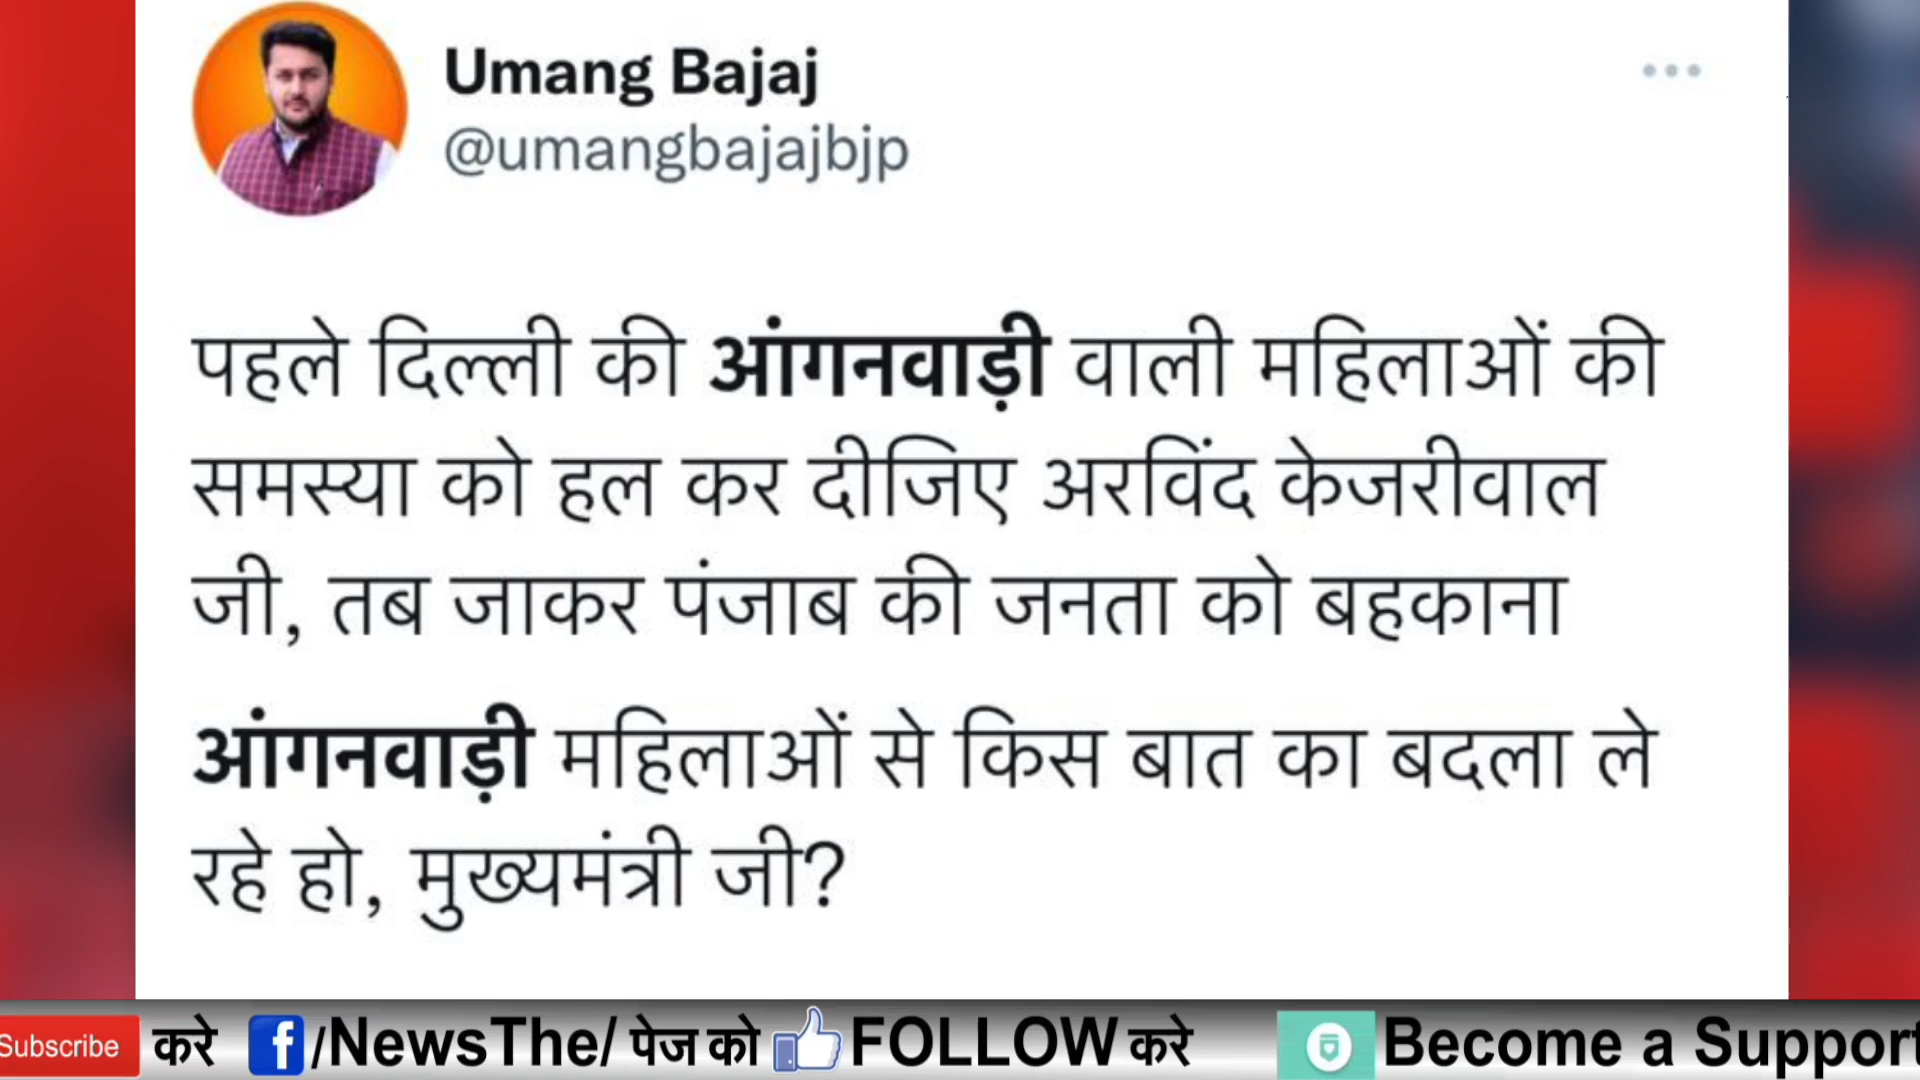 Umang Bajaj
@umangbajajbjp
पहले दिल्ली की आंगनवाड़ी वाली महिलाओं की
समस्या को हल कर दीजिए अरविंद केजरीवाल
जी, तब जाकर पंजाब की जनता को बहकाना
आंगनवाड़ी महिलाओं से किस बात का बदला ले
रहे हो, मुख्यमंत्री जी?
Subscribe करे f/NewsThe/ पेज को FOLLOW करे Become a Support